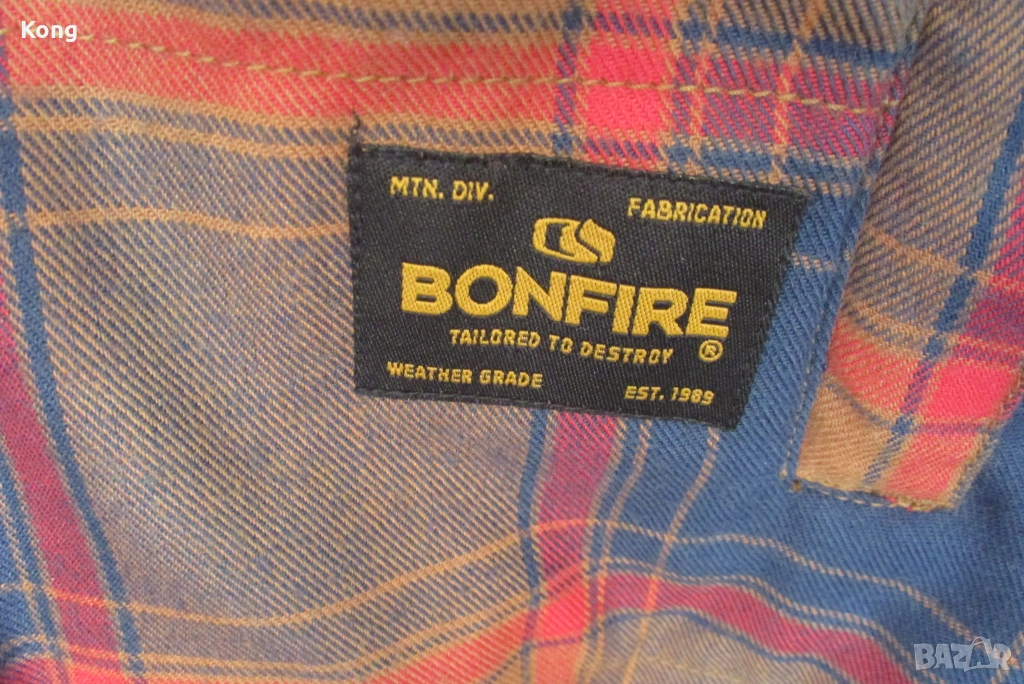 Kong
MTN. DIV.
FABRICATION
BONFIRE
TAILORED TO DESTROY ®
WEATHER GRADE
EST. 1989
BAZAR